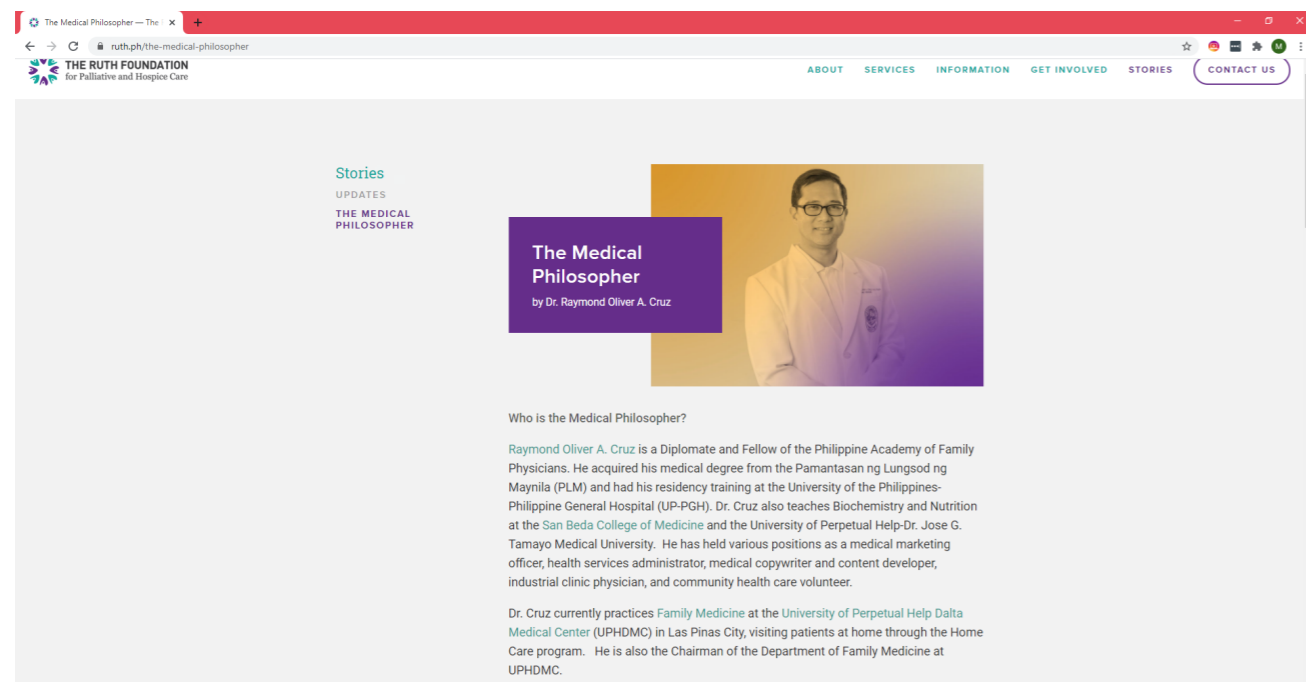 The Medical Philosopher — The
ruth.ph/the-medical-philosopher
M
THE RUTH FOUNDATION
for Palliative and Hospice Care
ABOUT SERVICES INFORMATION GET INVOLVED STORIES CONTACT US
Stories
UPDATES
THE MEDICAL
PHILOSOPHER
The Medical
Philosopher
by Dr. Raymond Oliver A. Cruz
Who is the Medical Philosopher?
Raymond Oliver A. Cruz is a Diplomate and Fellow of the Philippine Academy of Family
Physicians. He acquired his medical degree from the Pamantasan ng Lungsod ng
Maynila (PLM) and had his residency training at the University of the Philippines-
Philippine General Hospital (UP-PGH). Dr. Cruz also teaches Biochemistry and Nutrition
at the San Beda College of Medicine and the University of Perpetual Help-Dr. Jose G.
Tamayo Medical University. He has held various positions as a medical marketing
officer, health services administrator, medical copywriter and content developer,
industrial clinic physician, and community health care volunteer.
Dr. Cruz currently practices Family Medicine at the University of Perpetual Help Dalta
Medical Center (UPHDMC) in Las Pinas City, visiting patients at home through the Home
Care program. He is also the Chairman of the Department of Family Medicine at
UPHDMC.